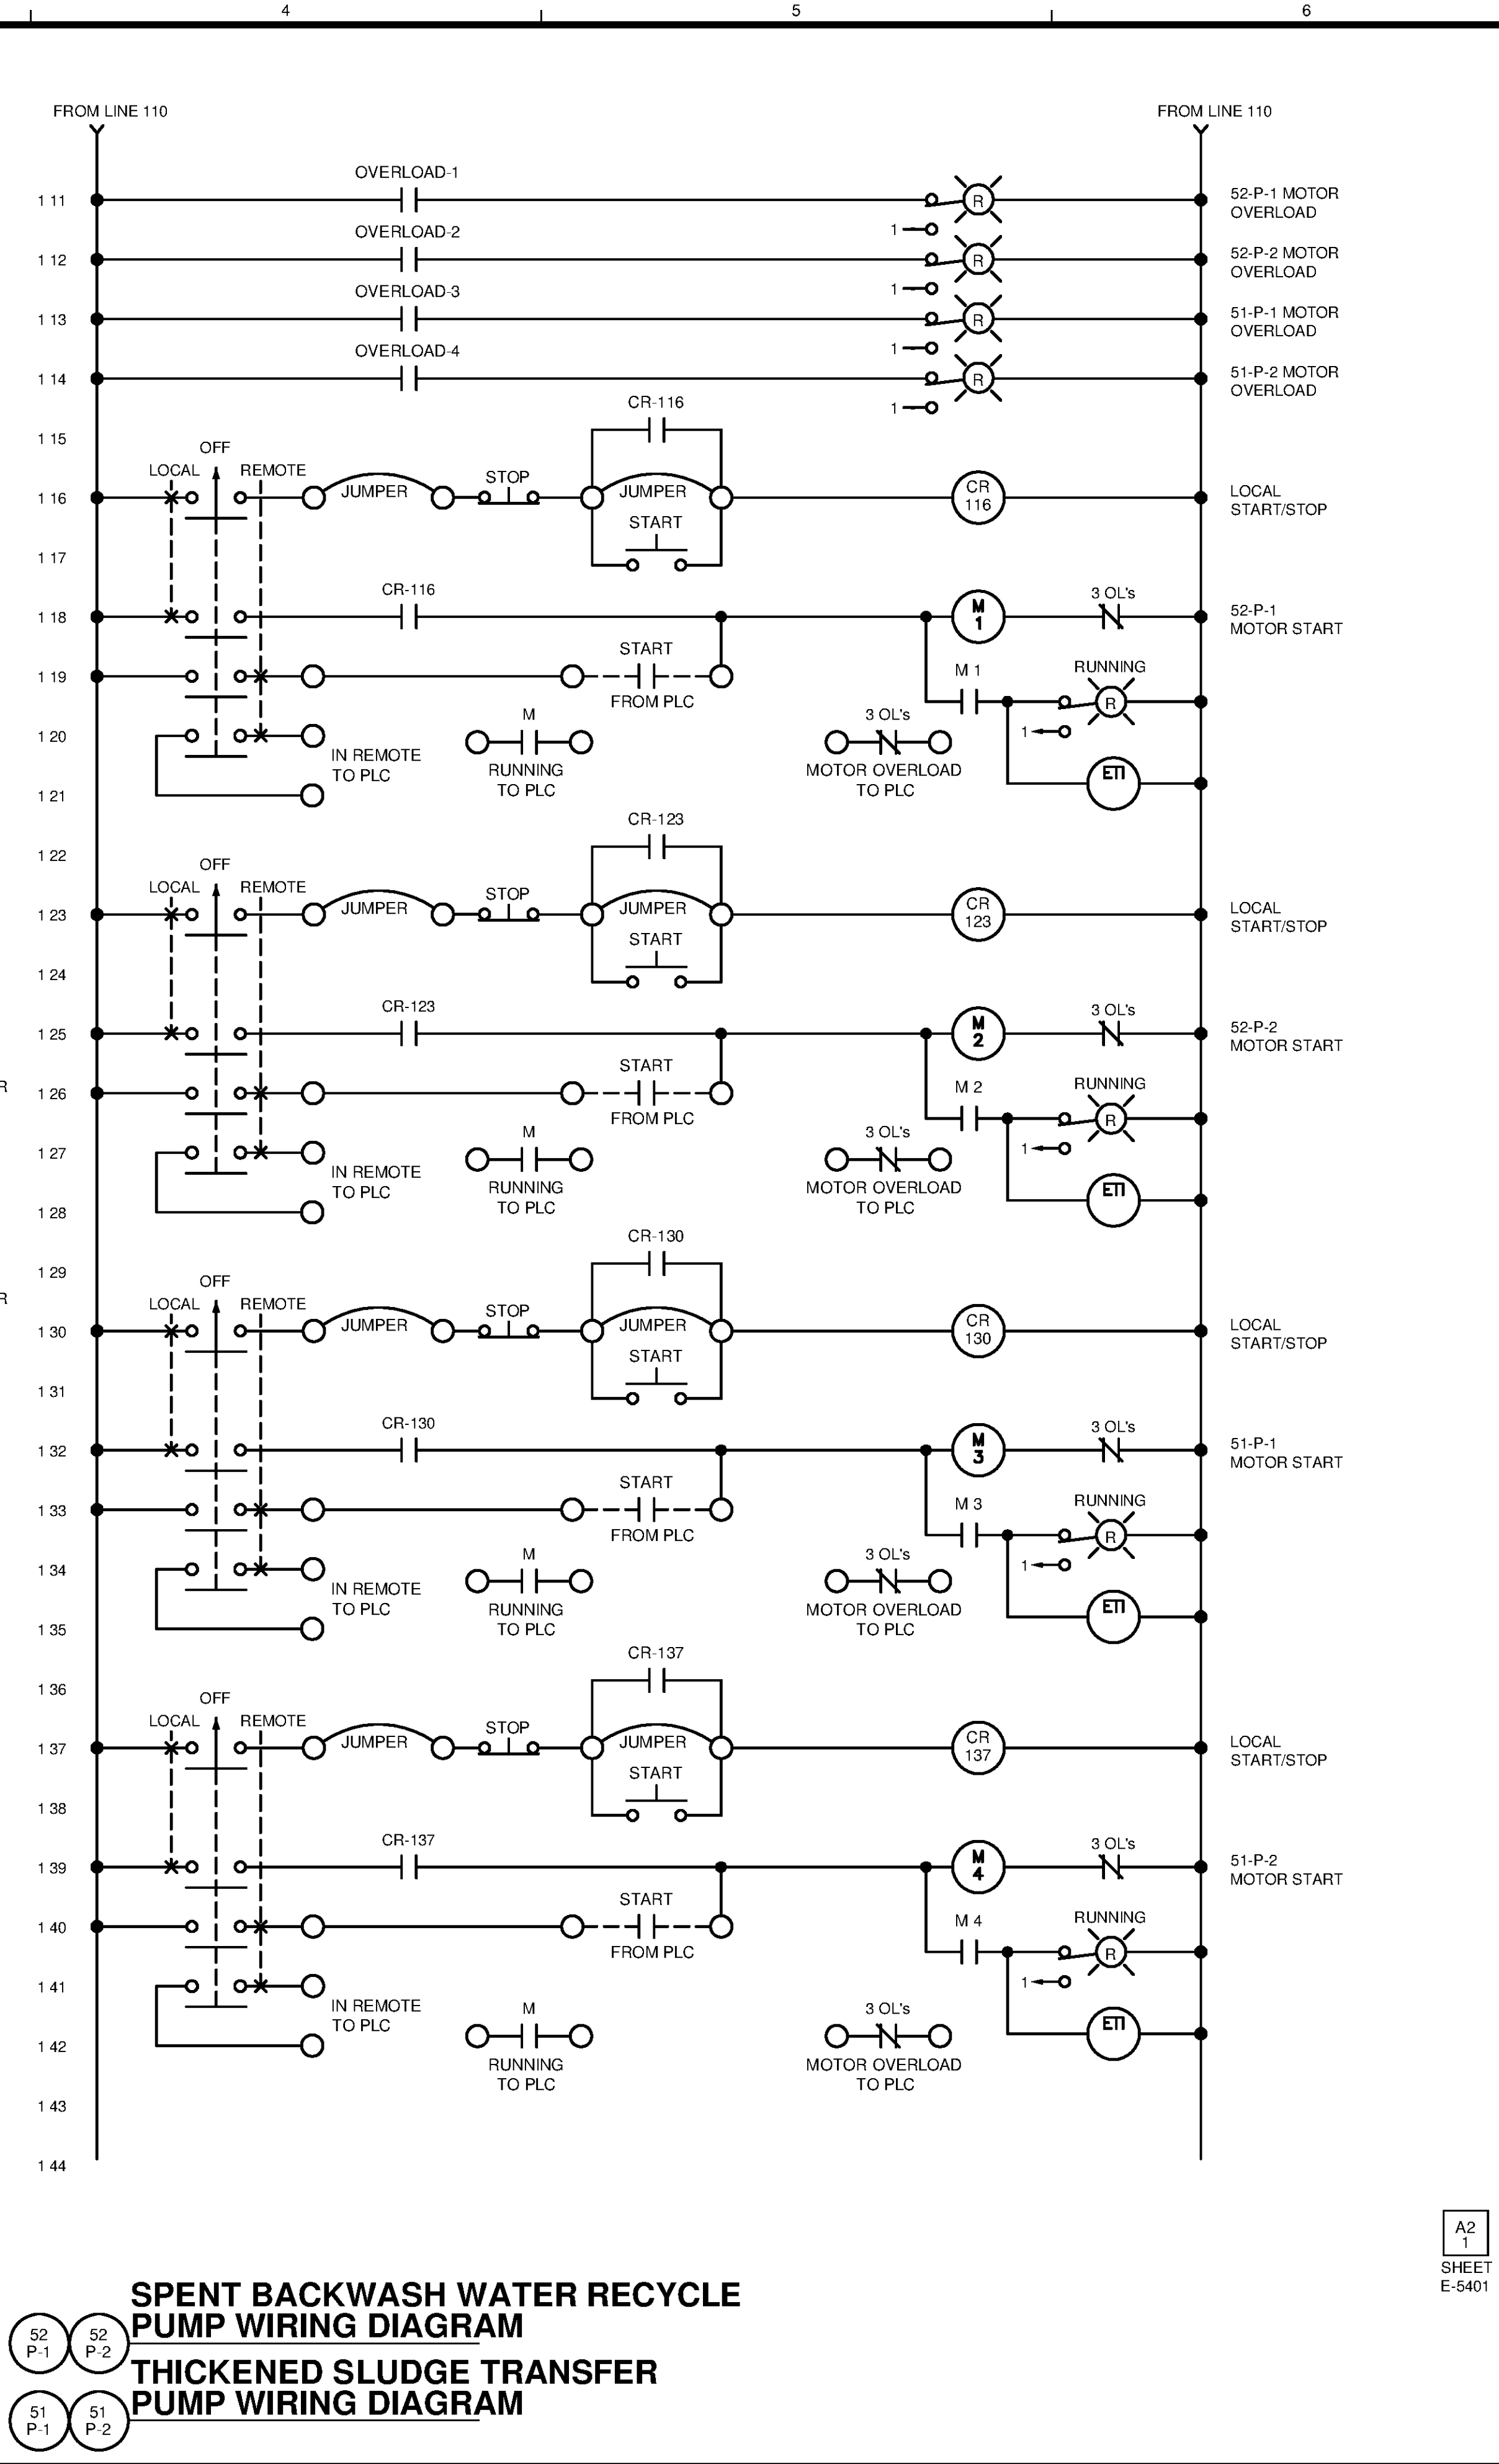 4 5 6
FROM LINE 110 FROM LINE 110
OVERLOAD-1
1 11 R 52-P-1 MOTOR
OVERLOAD
1
OVERLOAD-2
1 12 R 52-P-2 MOTOR
OVERLOAD
1
OVERLOAD-3
1 13 R 51-P-1 MOTOR
OVERLOAD
1
OVERLOAD-4
1 14 R 51-P-2 MOTOR
OVERLOAD
1
CR-116
1 15
OFF
LOCAL REMOTE STOP
1 16 JUMPER JUMPER CR LOCAL
116 START/STOP
START
1 17
CR-116 3 OL's
1 18 M 52-P-1
1 MOTOR START
START M 1 RUNNING
1 19
FROM PLC R
M 3 OL's
1 20 1
IN REMOTE RUNNING MOTOR OVERLOAD ETI
TO PLC TO PLC TO PLC
1 21
CR-123
1 22
OFF
LOCAL REMOTE STOP
1 23 JUMPER JUMPER CR LOCAL
123 START/STOP
START
1 24
CR-123 3 OL's
1 25 M 52-P-2
2 MOTOR START
START M 2 RUNNING
R 1 26
FROM PLC R
M 3 OL's
1 27 1
IN REMOTE RUNNING MOTOR OVERLOAD ETI
TO PLC TO PLC TO PLC
1 28
CR-130
1 29
OFF
R LOCAL REMOTE STOP
1 30 JUMPER JUMPER CR LOCAL
130 START/STOP
START
1 31
CR-130 3 OL's
1 32 M 51-P-1
3 MOTOR START
START M 3 RUNNING
1 33
FROM PLC R
M 3 OL's
1 34 1
IN REMOTE RUNNING MOTOR OVERLOAD ETI
TO PLC TO PLC TO PLC
1 35
CR-137
1 36
OFF
LOCAL REMOTE STOP
1 37 JUMPER JUMPER CR LOCAL
137 START/STOP
START
1 38
CR-137 3 OL's
1 39 M 51-P-2
4 MOTOR START
START M 4 RUNNING
1 40
FROM PLC R
M 3 OL's
1 41 1
IN REMOTE RUNNING MOTOR OVERLOAD ETI
TO PLC TO PLC TO PLC
1 42
1 43
1 44
A2
1
SHEET
E-5401
SPENT BACKWASH WATER RECYCLE
PUMP WIRING DIAGRAM
52 52
P-1 P-2
THICKENED SLUDGE TRANSFER
PUMP WIRING DIAGRAM
51 51
P-1 P-2